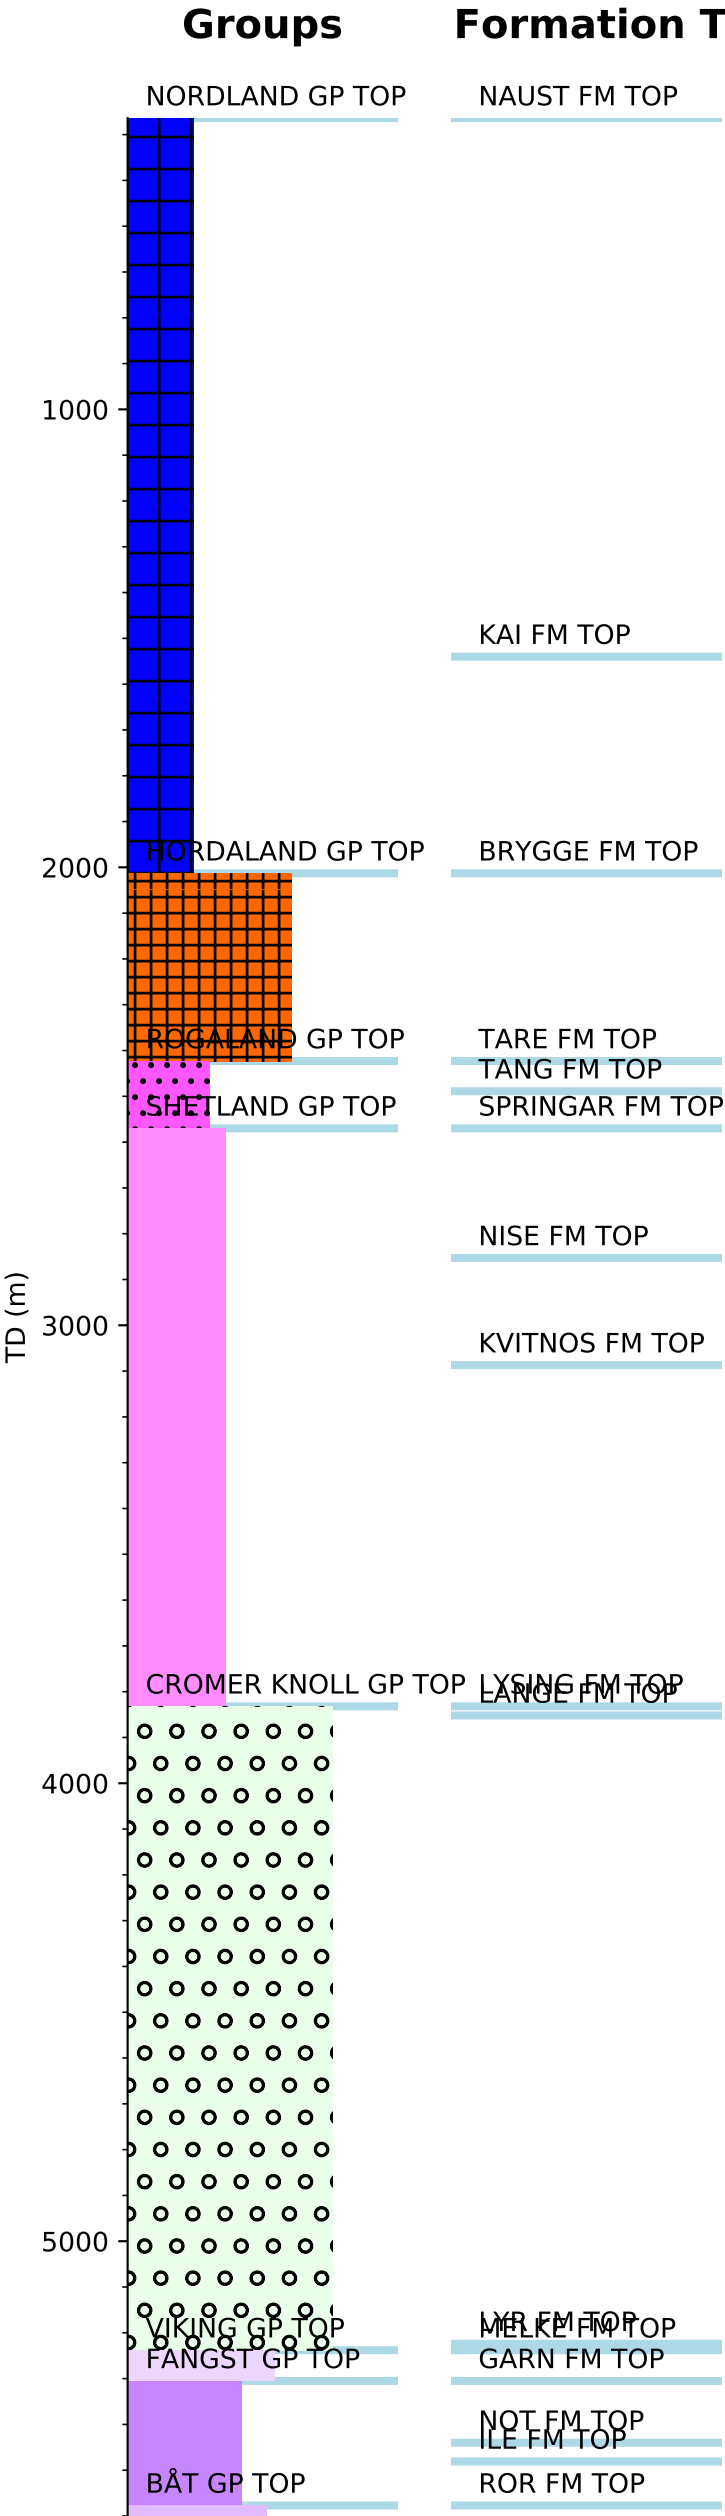 Groups
Formation T
NORDLAND GP TOP
NAUST FM TOP
1000
KAI FM TOP
HORDALAND GP TOP
BRYGGE FM TOP
2000
ROGALAND GP TOP
TARE FM TOP
TANG FM TOP
SHETLAND GP TOP
SPRINGAR FM TOP
NISE FM TOP
TD (m)
3000
KVITNOS FM TOP
CROMER KNOLL GP TOP
LYSING FM TOP
LANGE FM TOP
4000
5000
LYR FM TOP
VIKING GP TOP
MELKE FM TOP
FANGST GP TOP
GARN FM TOP
NOT FM TOP
ILE FM TOP
BÅT GP TOP
ROR FM TOP